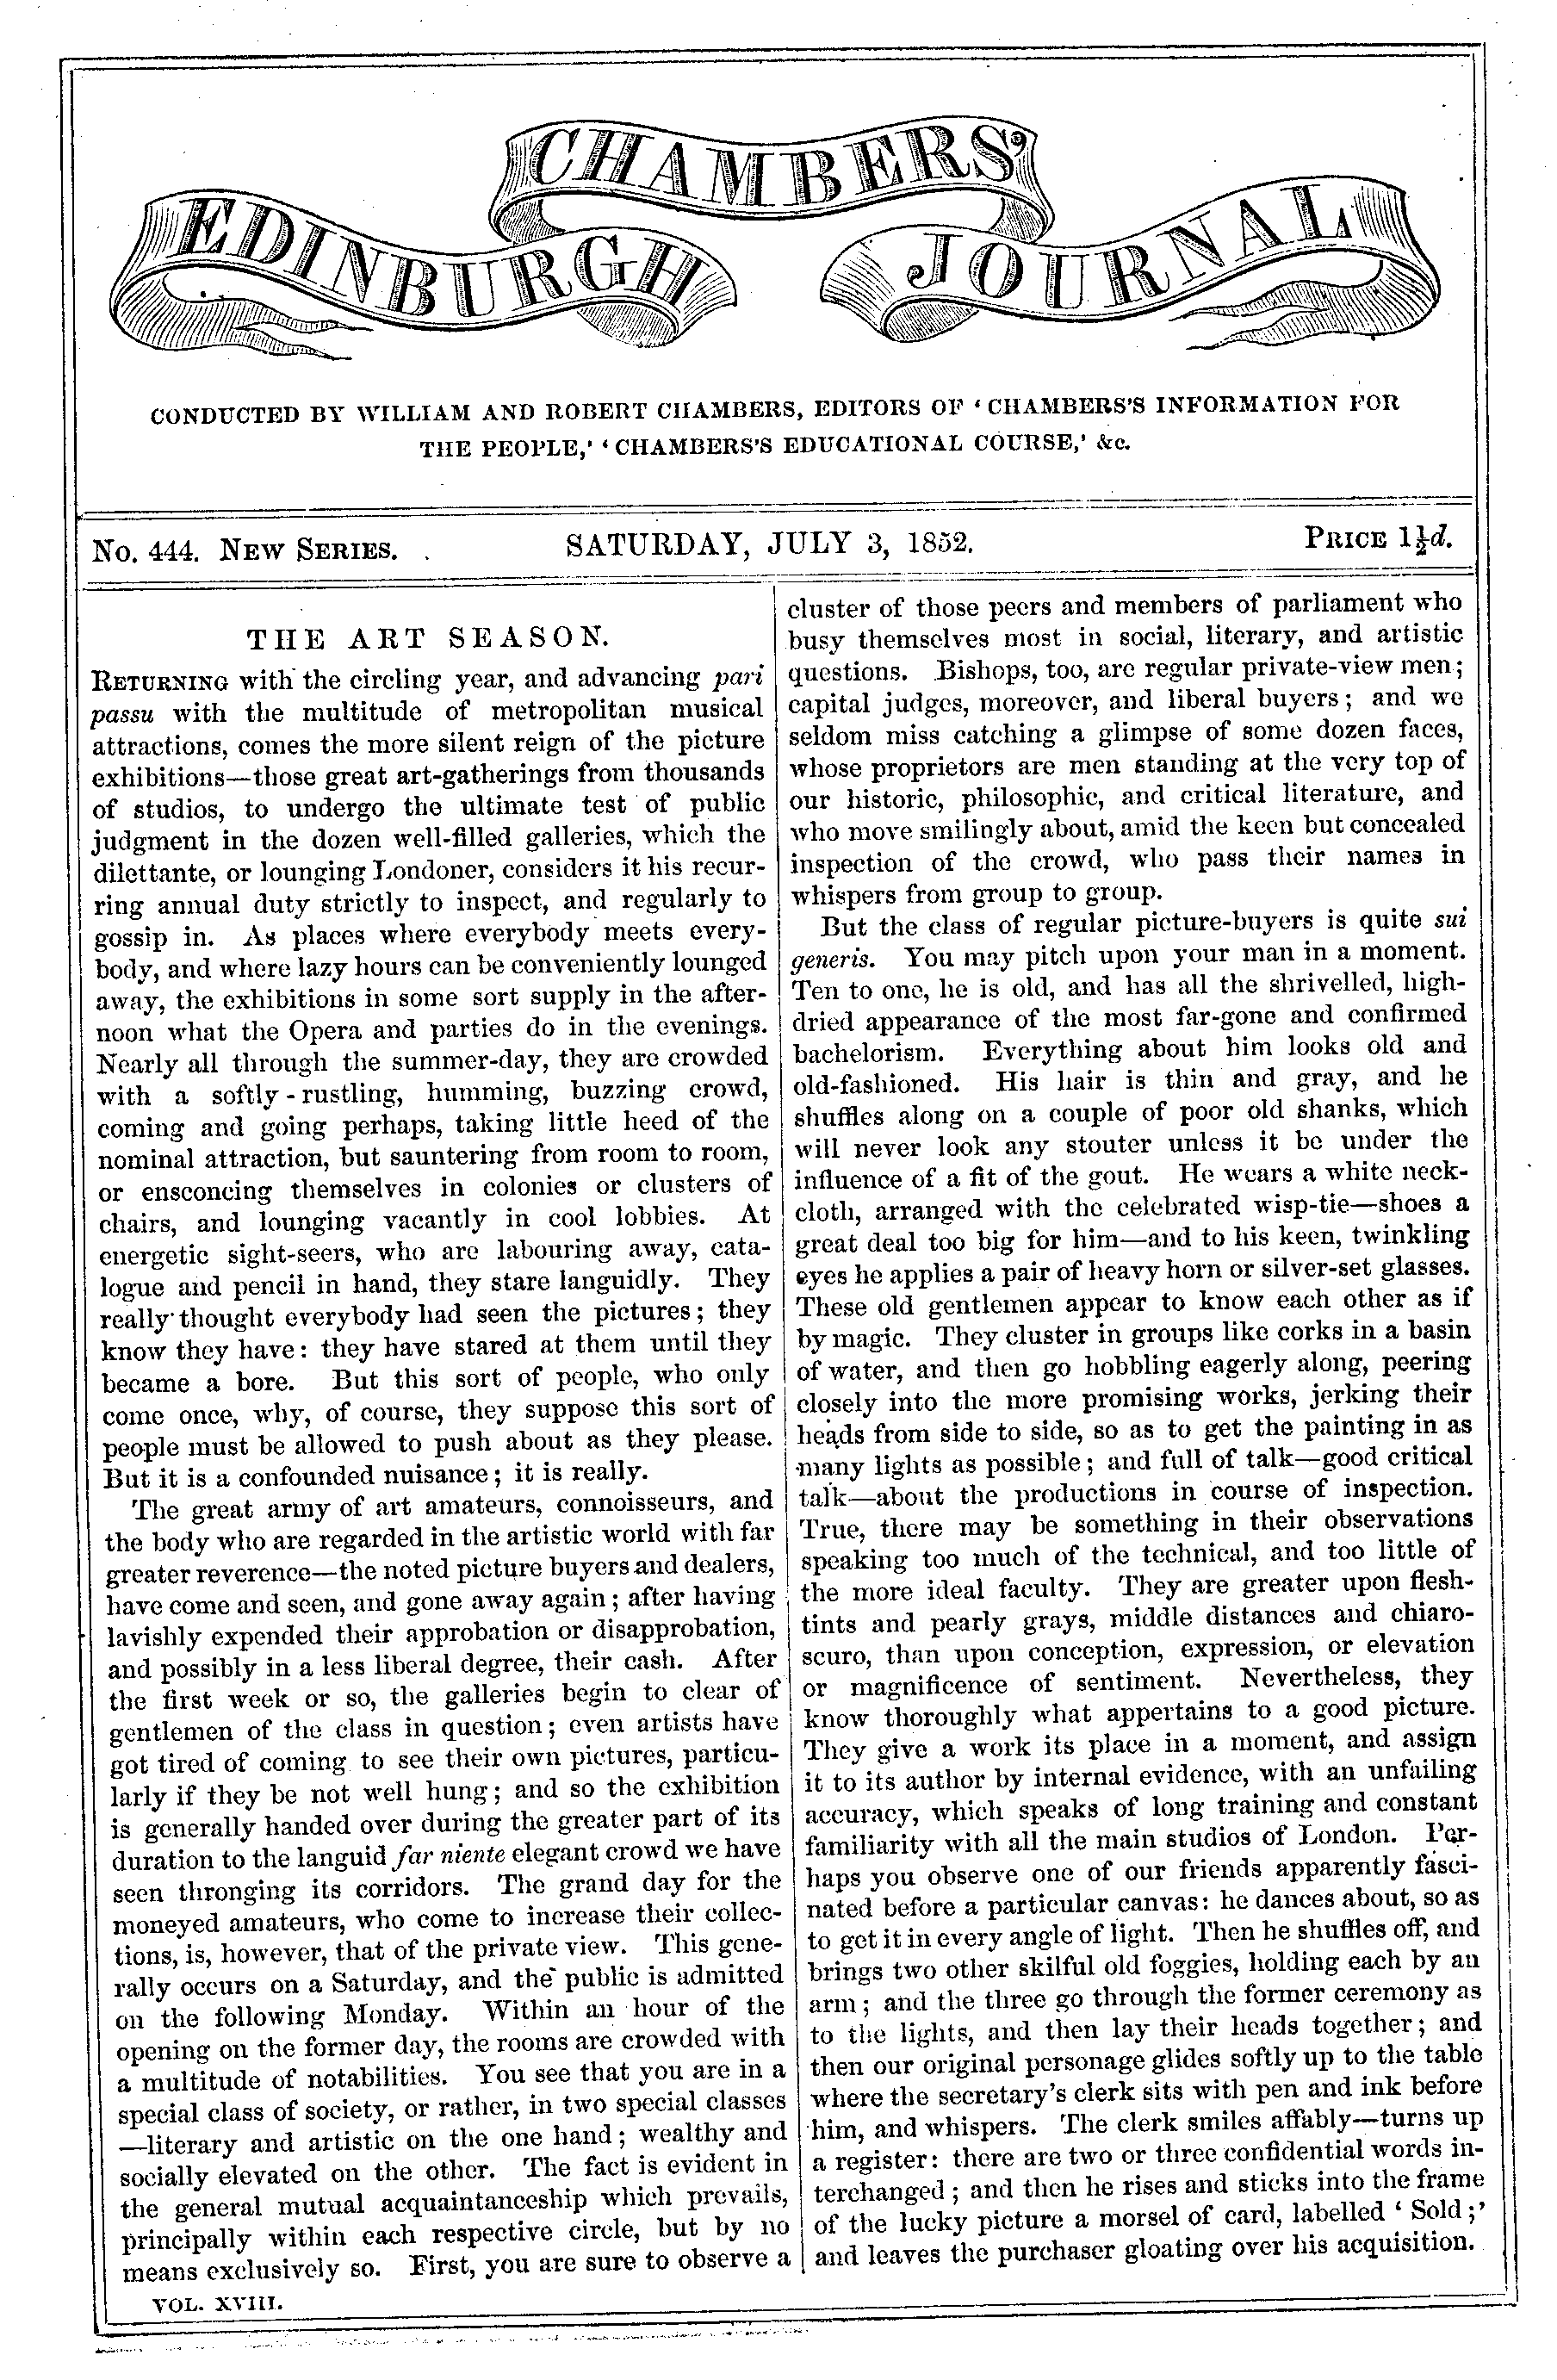 CHAMBERS'
EDINBURGH JOURNAL
CONDUCTED BY WILLIAM AND ROBERT CHAMBERS, EDITORS OF ‘CHAMBERS'S INFORMATION FOR
THE PEOPLE,’ ‘CHAMBERS'S EDUCATIONAL COURSE,’ &c.
No. 444. NEW SERIES. SATURDAY, JULY 3, 1852. PRICE 1½d.
THE ART SEASON.
RETURNING with the circling year, and advancing pari
passu with the multitude of metropolitan musical
attractions, comes the more silent reign of the picture
exhibitions—those great art-gatherings from thousands
of studios, to undergo the ultimate test of public
judgment in the dozen well-filled galleries, which the
dilettante, or lounging Londoner, considers it his recur-
ring annual duty strictly to inspect, and regularly to
gossip in. As places where everybody meets every-
body, and where lazy hours can be conveniently lounged
away, the exhibitions in some sort supply in the after-
noon what the Opera and parties do in the evenings.
Nearly all through the summer-day, they are crowded
with a softly-rustling, humming, buzzing crowd,
coming and going perhaps, taking little heed of the
nominal attraction, but sauntering from room to room,
or ensconcing themselves in colonies or clusters of
chairs, and lounging vacantly in cool lobbies. At
energetic sight-seers, who are labouring away, cata-
logue and pencil in hand, they stare languidly. They
really thought everybody had seen the pictures; they
know they have: they have stared at them until they
became a bore. But this sort of people, who only
come once, why, of course, they suppose this sort of
people must be allowed to push about as they please.
But it is a confounded nuisance; it is really.
The great army of art amateurs, connoisseurs, and
the body who are regarded in the artistic world with far
greater reverence—the noted picture buyers and dealers,
have come and seen, and gone away again; after having
lavishly expended their approbation or disapprobation,
and possibly in a less liberal degree, their cash. After
the first week or so, the galleries begin to clear of
gentlemen of the class in question; even artists have
got tired of coming to see their own pictures, particu-
larly if they be not well hung; and so the exhibition
is generally handed over during the greater part of its
duration to the languid far niente elegant crowd we have
seen thronging its corridors. The grand day for the
moneyed amateurs, who come to increase their collec-
tions, is, however, that of the private view. This gene-
rally occurs on a Saturday, and the public is admitted
on the following Monday. Within an hour of the
opening on the former day, the rooms are crowded with
a multitude of notabilities. You see that you are in a
special class of society, or rather, in two special classes
—literary and artistic on the one hand; wealthy and
socially elevated on the other. The fact is evident in
the general mutual acquaintanceship which prevails,
principally within each respective circle, but by no
means exclusively so. First, you are sure to observe a
VOL. XVIII.
cluster of those peers and members of parliament who
busy themselves most in social, literary, and artistic
questions. Bishops, too, are regular private-view men;
capital judges, moreover, and liberal buyers; and we
seldom miss catching a glimpse of some dozen faces,
whose proprietors are men standing at the very top of
our historic, philosophic, and critical literature, and
who move smilingly about, amid the keen but concealed
inspection of the crowd, who pass their names in
whispers from group to group.
But the class of regular picture-buyers is quite sui
generis. You may pitch upon your man in a moment.
Ten to one, he is old, and has all the shrivelled, high-
dried appearance of the most far-gone and confirmed
bachelorism. Everything about him looks old and
old-fashioned. His hair is thin and gray, and he
shuffles along on a couple of poor old shanks, which
will never look any stouter unless it be under the
influence of a fit of the gout. He wears a white neck-
cloth, arranged with the celebrated wisp-tie—shoes a
great deal too big for him—and to his keen, twinkling
eyes he applies a pair of heavy horn or silver-set glasses.
These old gentlemen appear to know each other as if
by magic. They cluster in groups like corks in a basin
of water, and then go hobbling eagerly along, peering
closely into the more promising works, jerking their
heads from side to side, so as to get the painting in as
many lights as possible; and full of talk—good critical
talk—about the productions in course of inspection.
True, there may be something in their observations
speaking too much of the technical, and too little of
the more ideal faculty. They are greater upon flesh-
tints and pearly grays, middle distances and chiaro-
scuro, than upon conception, expression, or elevation
or magnificence of sentiment. Nevertheless, they
know thoroughly what appertains to a good picture.
They give a work its place in a moment, and assign
it to its author by internal evidence, with an unfailing
accuracy, which speaks of long training and constant
familiarity with all the main studios of London. Per-
haps you observe one of our friends apparently fasci-
nated before a particular canvas: he dances about, so as
to get it in every angle of light. Then he shuffles off, and
brings two other skilful old foggies, holding each by an
arm; and the three go through the former ceremony as
to the lights, and then lay their heads together; and
then our original personage glides softly up to the table
where the secretary's clerk sits with pen and ink before
him, and whispers. The clerk smiles affably—turns up
a register: there are two or three confidential words in-
terchanged; and then he rises and sticks into the frame
of the lucky picture a morsel of card, labelled ‘Sold;’
and leaves the purchaser gloating over his acquisition.